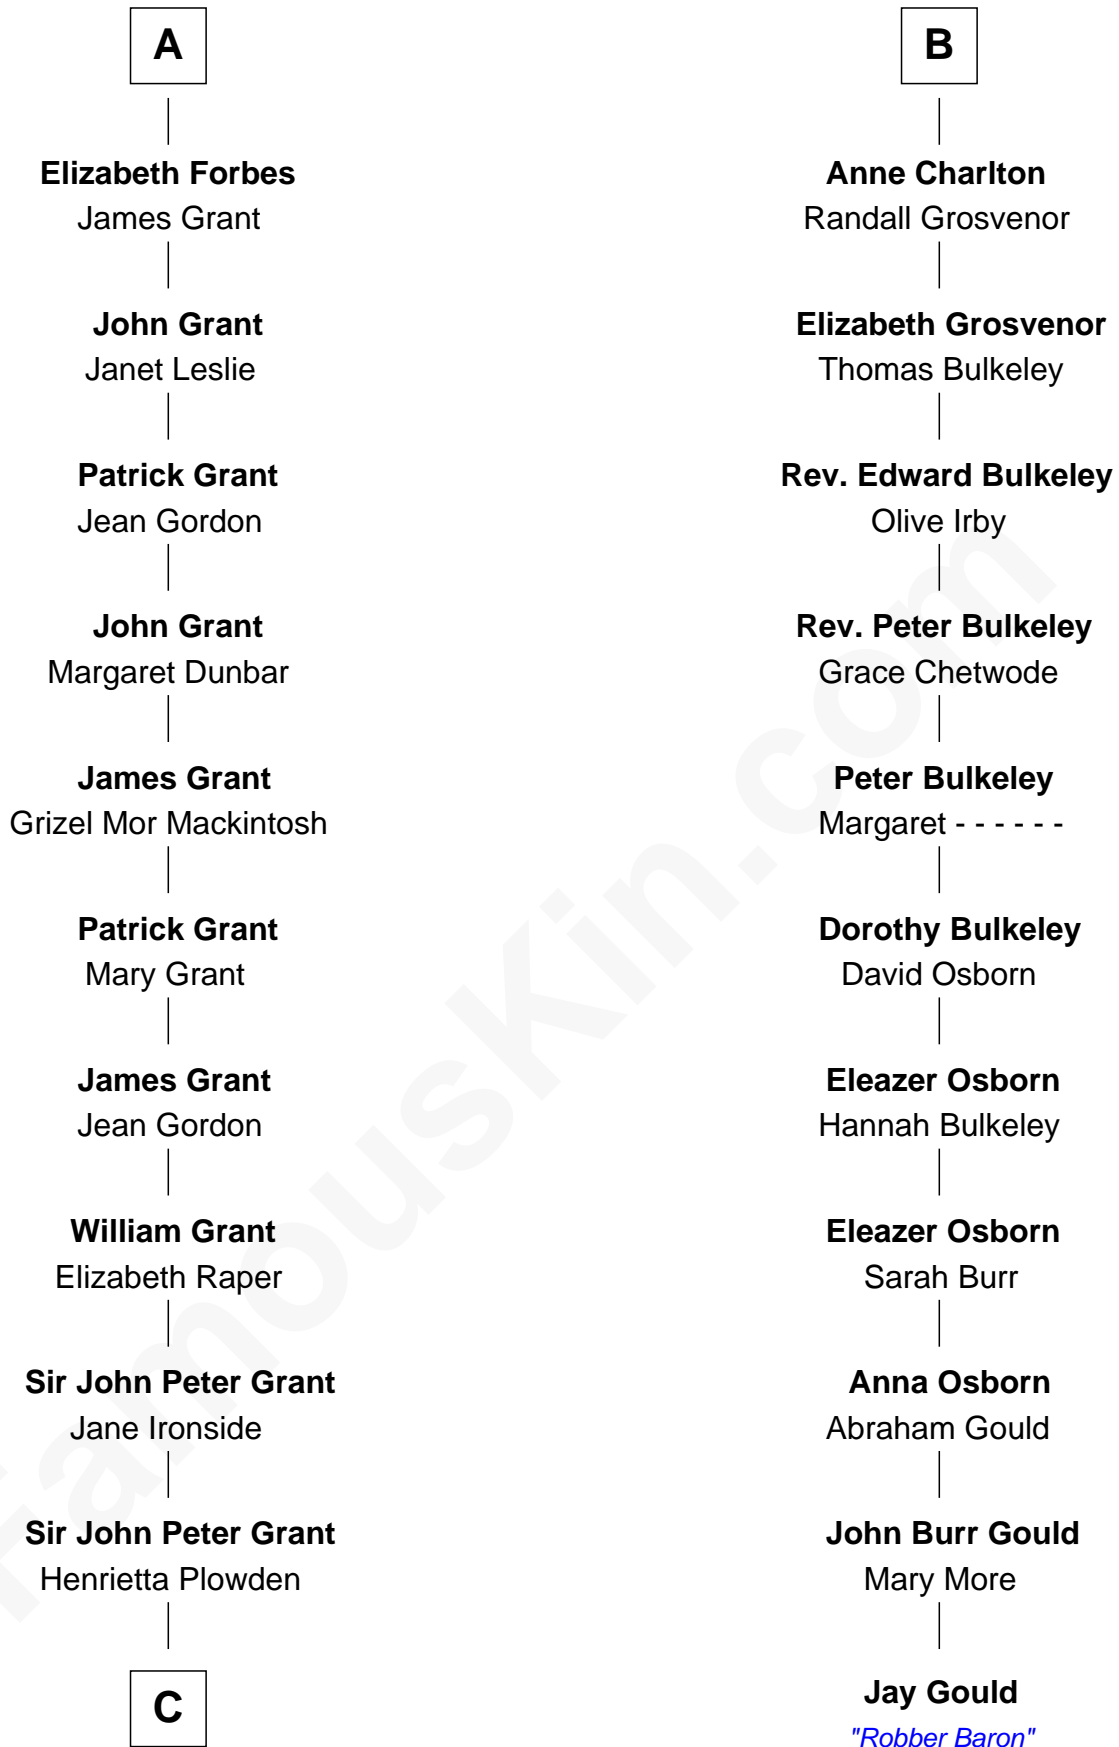 A
Elizabeth Forbes
James Grant
John Grant
Janet Leslie
Patrick Grant
Jean Gordon
John Grant
Margaret Dunbar
James Grant
Grizel Mor Mackintosh
Patrick Grant
Mary Grant
James Grant
Jean Gordon
William Grant
Elizabeth Raper
Sir John Peter Grant
Jane Ironside
Sir John Peter Grant
Henrietta Plowden
C
B
Anne Charlton
Randall Grosvenor
Elizabeth Grosvenor
Thomas Bulkeley
Rev. Edward Bulkeley
Olive Irby
Rev. Peter Bulkeley
Grace Chetwode
Peter Bulkeley
Margaret - - - - - -
Dorothy Bulkeley
David Osborn
Eleazer Osborn
Hannah Bulkeley
Eleazer Osborn
Sarah Burr
Anna Osborn
Abraham Gould
John Burr Gould
Mary More
Jay Gould
"Robber Baron"
FamousKin.com